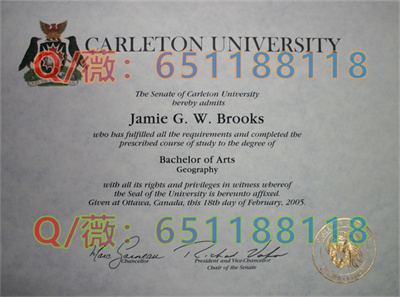 CARLETON UNIVERSITY
Q/薇：651188118
The Senate of Carleton University
hereby admits
Jamie G. W. Brooks
who has fulfilled all the requirements and completed the
prescribed course of study to the degree of
Bachelor of Arts
Geography
with all its rights and privileges in witness whereof
the Seal of the University is hereunto affixed.
Given at Ottawa, Canada, this 18th day of February, 2005.
Q/薇：651188118
Chancellor
President and Vice-Chancellor
Chair of the Senate